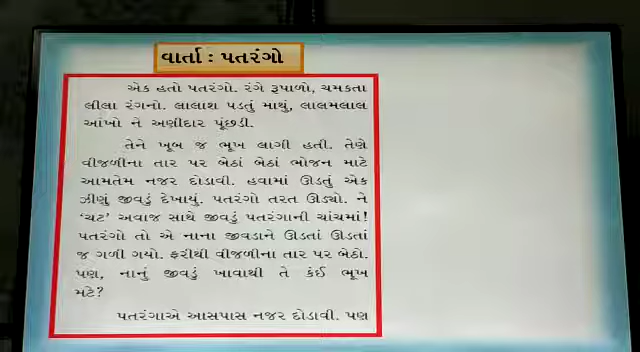 વાર્તા : પતરંગો
એક હતો પતરંગો. રંગે રૂપાળો, ચમકતા
લીલા રંગનો. લાલાશ પડતું માથું, લાલમલાલ
આંખો ને અણીદાર પૂંછડી.
તેને ખૂબ જ ભૂખ લાગી હતી. તેણે
વીજળીના તાર પર બેઠાં બેઠાં ભોજન માટે
આમતેમ નજર દોડાવી. હવામાં ઊડતું એક
ઝીણું જીવડું દેખાયું. પતરંગો તરત ઊડ્યો. ને
‘ચટ’ અવાજ સાથે જીવડું પતરંગાની ચાંચમાં!
પતરંગો તો એ નાના જીવડાને ઊડતાં ઊડતાં
જ ગળી ગયો. ફરીથી વીજળીના તાર પર બેઠો.
પણ, નાનું જીવડું ખાવાથી તે કંઈ ભૂખ
મટે?
પતરંગાએ આસપાસ નજર દોડાવી. પણ